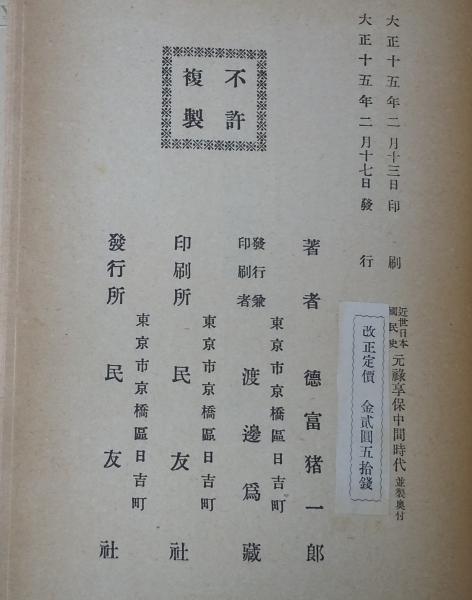 大正十五年二月十三日印刷
大正十五年二月十七日發行
不許
複製
近世日本
國民史
元祿享保中間時代
並製奧付
改正定價 金貳圓五拾錢
著者 德富猪一郎
東京市京橋區日吉町
發行兼
印刷者
渡邊爲藏
東京市京橋區日吉町
印刷所 民友社
東京市京橋區日吉町
發行所 民友社